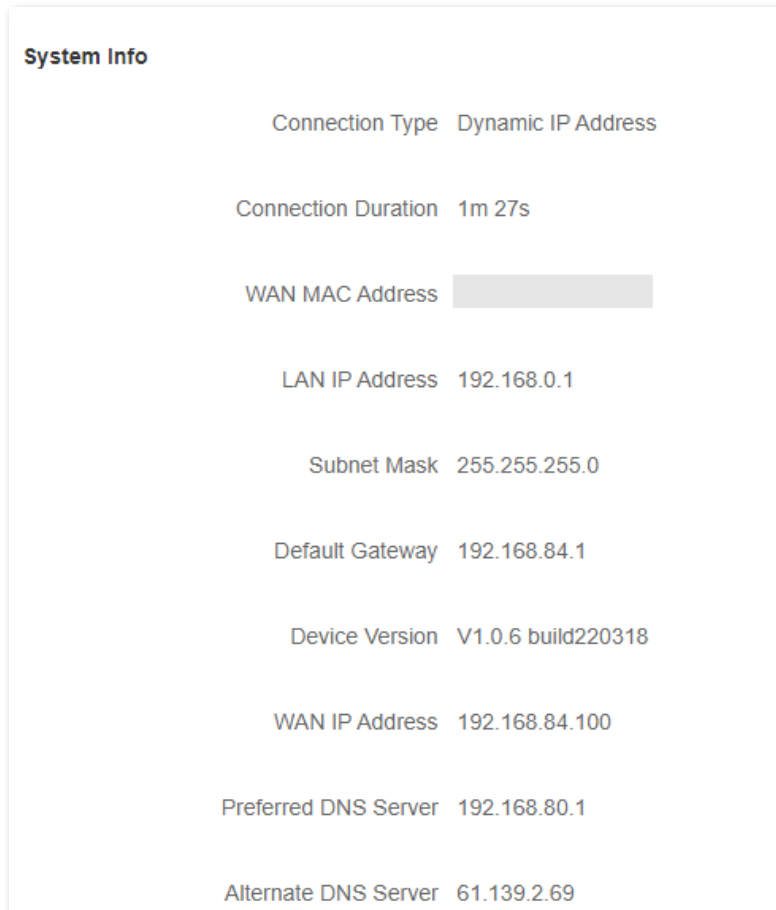 System Info
Connection Type Dynamic IP Address
Connection Duration 1m 27s
WAN MAC Address
LAN IP Address 192.168.0.1
Subnet Mask 255.255.255.0
Default Gateway 192.168.84.1
Device Version V1.0.6 build220318
WAN IP Address 192.168.84.100
Preferred DNS Server 192.168.80.1
Alternate DNS Server 61.139.2.69